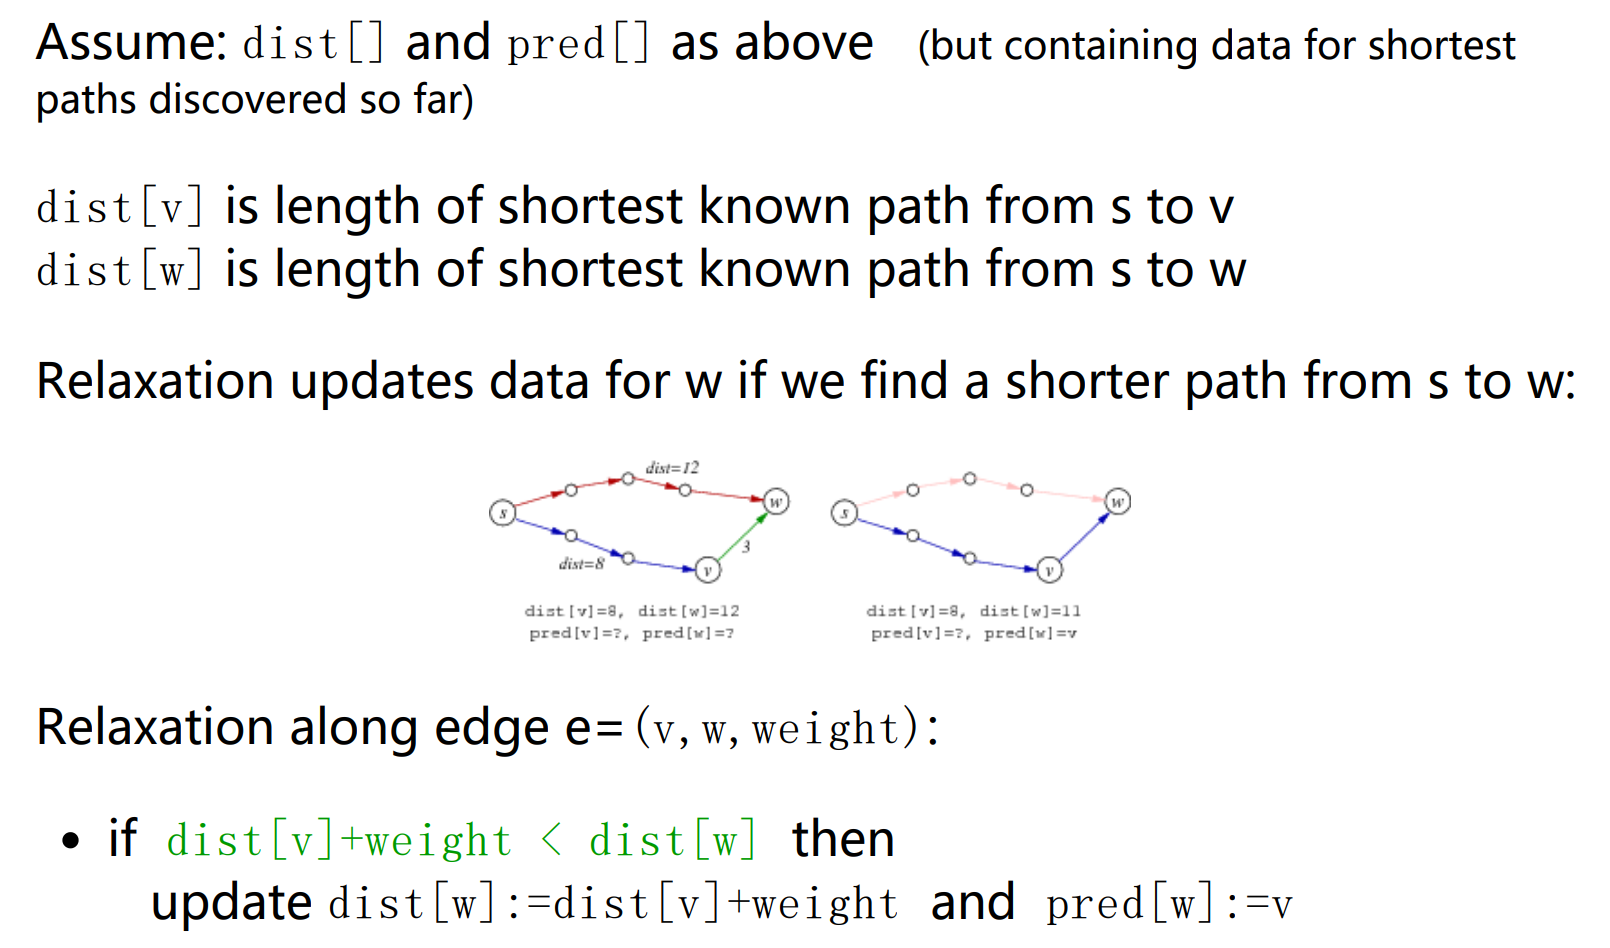 Assume: dist[] and pred[] as above (but containing data for shortest
paths discovered so far)
dist[v] is length of shortest known path from s to v
dist[w] is length of shortest known path from s to w
Relaxation updates data for w if we find a shorter path from s to w:
dist=12
s
w
3
dist=8
v
dist[v]=8, dist[w]=12
pred[v]=?, pred[w]=?
s
w
v
dist[v]=8, dist[w]=11
pred[v]=?, pred[w]=v
Relaxation along edge e=(v,w,weight):
• if dist[v]+weight < dist[w] then
update dist[w]:=dist[v]+weight and pred[w]:=v